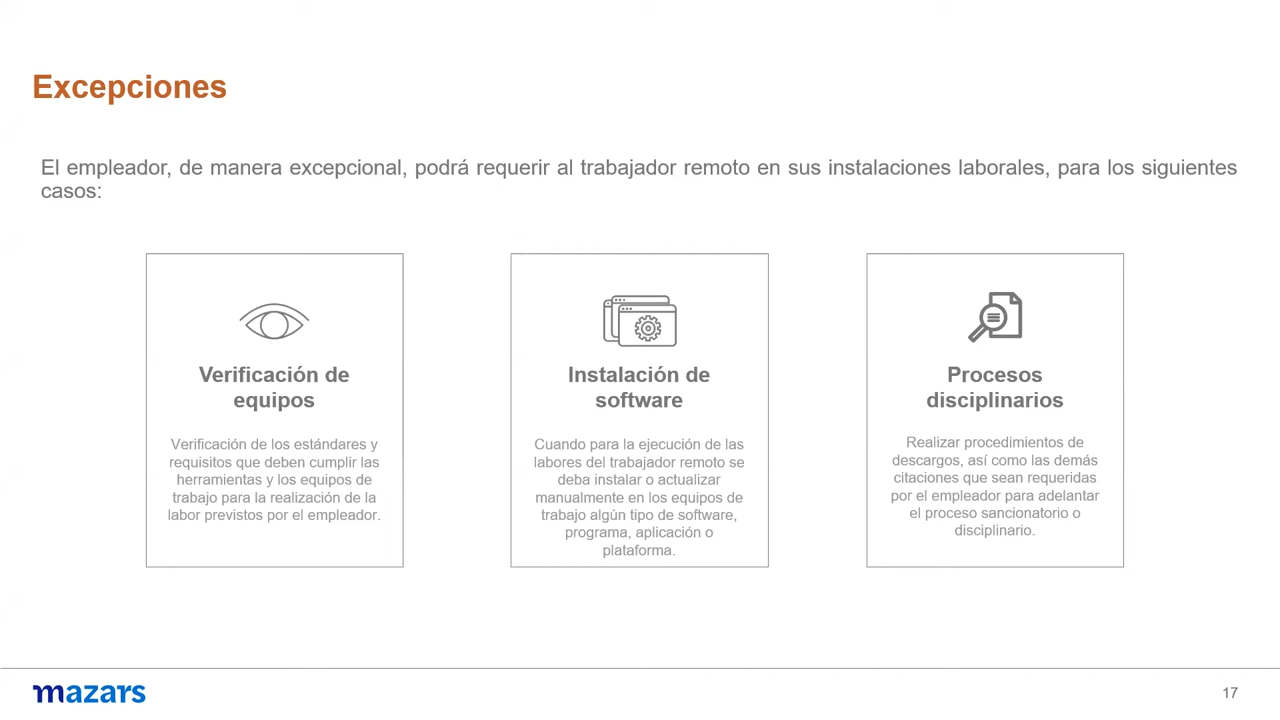 Excepciones
El empleador, de manera excepcional, podrá requerir al trabajador remoto en sus instalaciones laborales, para los siguientes
casos:
Verificación de
equipos
Verificación de los estándares y
requisitos que deben cumplir las
herramientas y los equipos de
trabajo para la realización de la
labor previstos por el empleador.
Instalación de
software
Cuando para la ejecución de las
labores del trabajador remoto se
deba instalar o actualizar
manualmente en los equipos de
trabajo algún tipo de software,
programa, aplicación o
plataforma.
Procesos
disciplinarios
Realizar procedimientos de
descargos, así como las demás
citaciones que sean requeridas
por el empleador para adelantar
el proceso sancionatorio o
disciplinario.
mazars
17